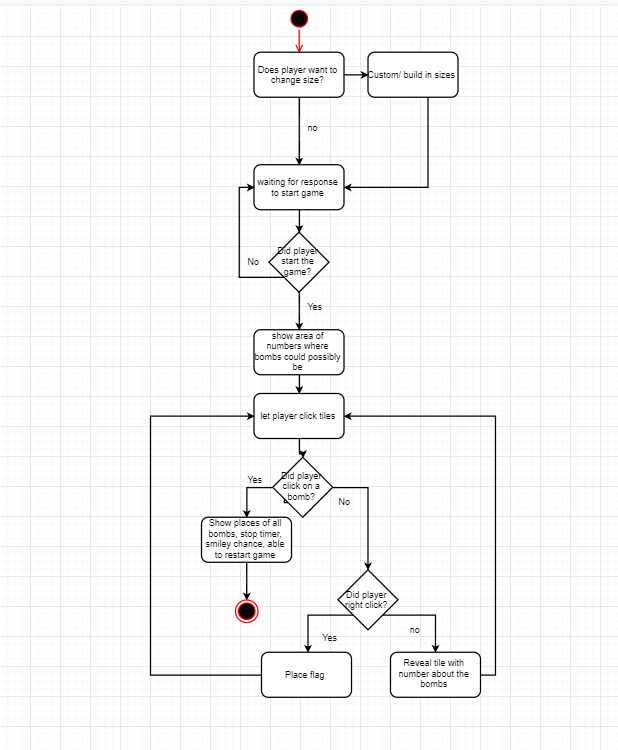 Does player want to
change size?
Custom/ build in sizes
no
waiting for response
to start game
Did player
start the
game?
No
Yes
show area of
numbers where
bombs could possibly
be
let player click tiles
Did player
click on a
bomb?
Yes
No
Show places of all
bombs, stop timer,
smiley chance, able
to restart game
Did player
right click?
Yes
no
Place flag
Reveal tile with
number about the
bombs